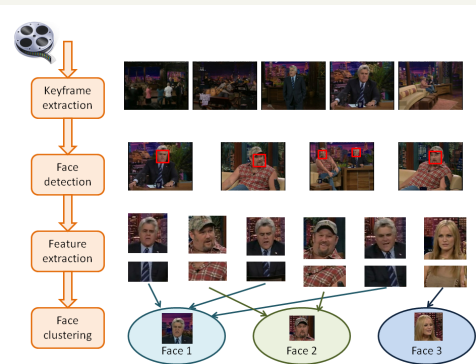 Keyframe
extraction
Face
detection
Feature
extraction
Face
clustering
Face 1
Face 2
Face 3